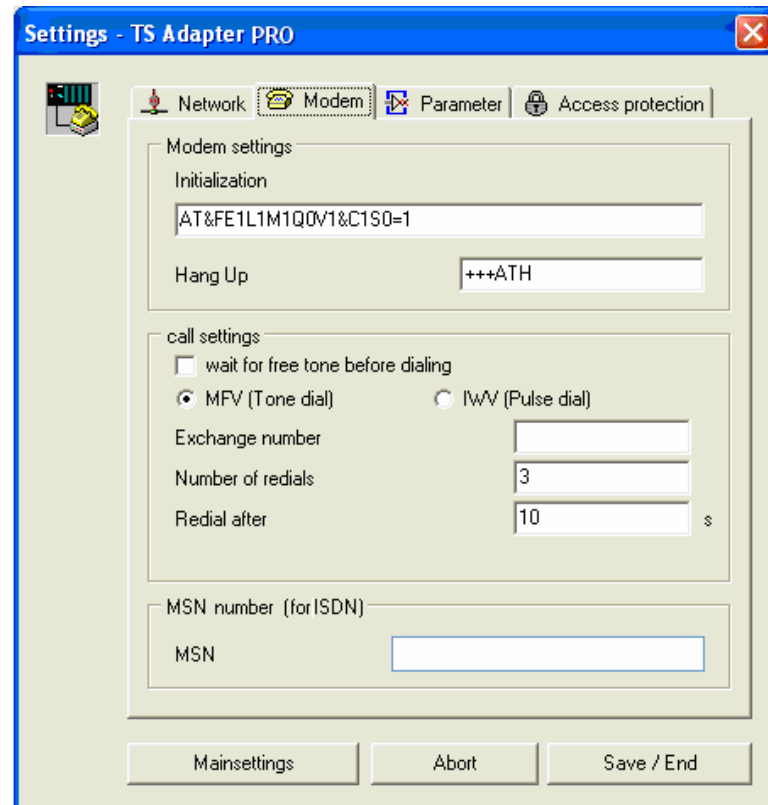 Settings - TS Adapter PRO
Network Modem Parameter Access protection
Modem settings
Initialization
AT&FE1L1M1Q0V1&C1S0=1
Hang Up +++ATH
call settings
wait for free tone before dialing
MFV (Tone dial) IWV (Pulse dial)
Exchange number
Number of redials 3
Redial after 10 s
MSN number (for ISDN)
MSN
Mainsettings Abort Save / End